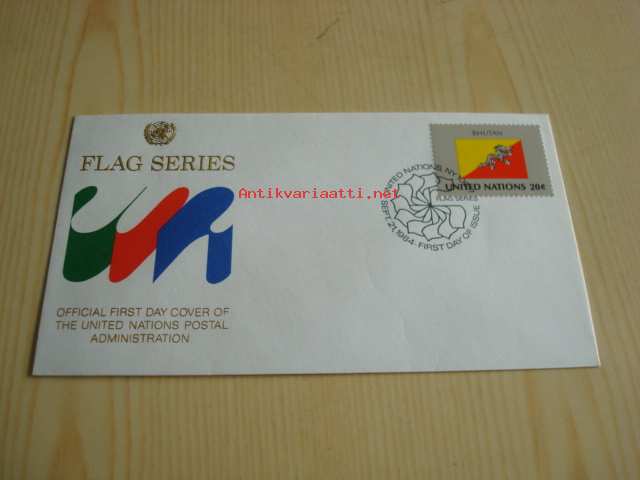 FLAG SERIES
OFFICIAL FIRST DAY COVER OF
THE UNITED NATIONS POSTAL
ADMINISTRATION
BHUTAN
UNITED NATIONS 20¢
UNITED NATIONS, NY
FLAG SERIES
SEPT. 21, 1984 · FIRST DAY OF ISSUE
Antikvariaatti.net